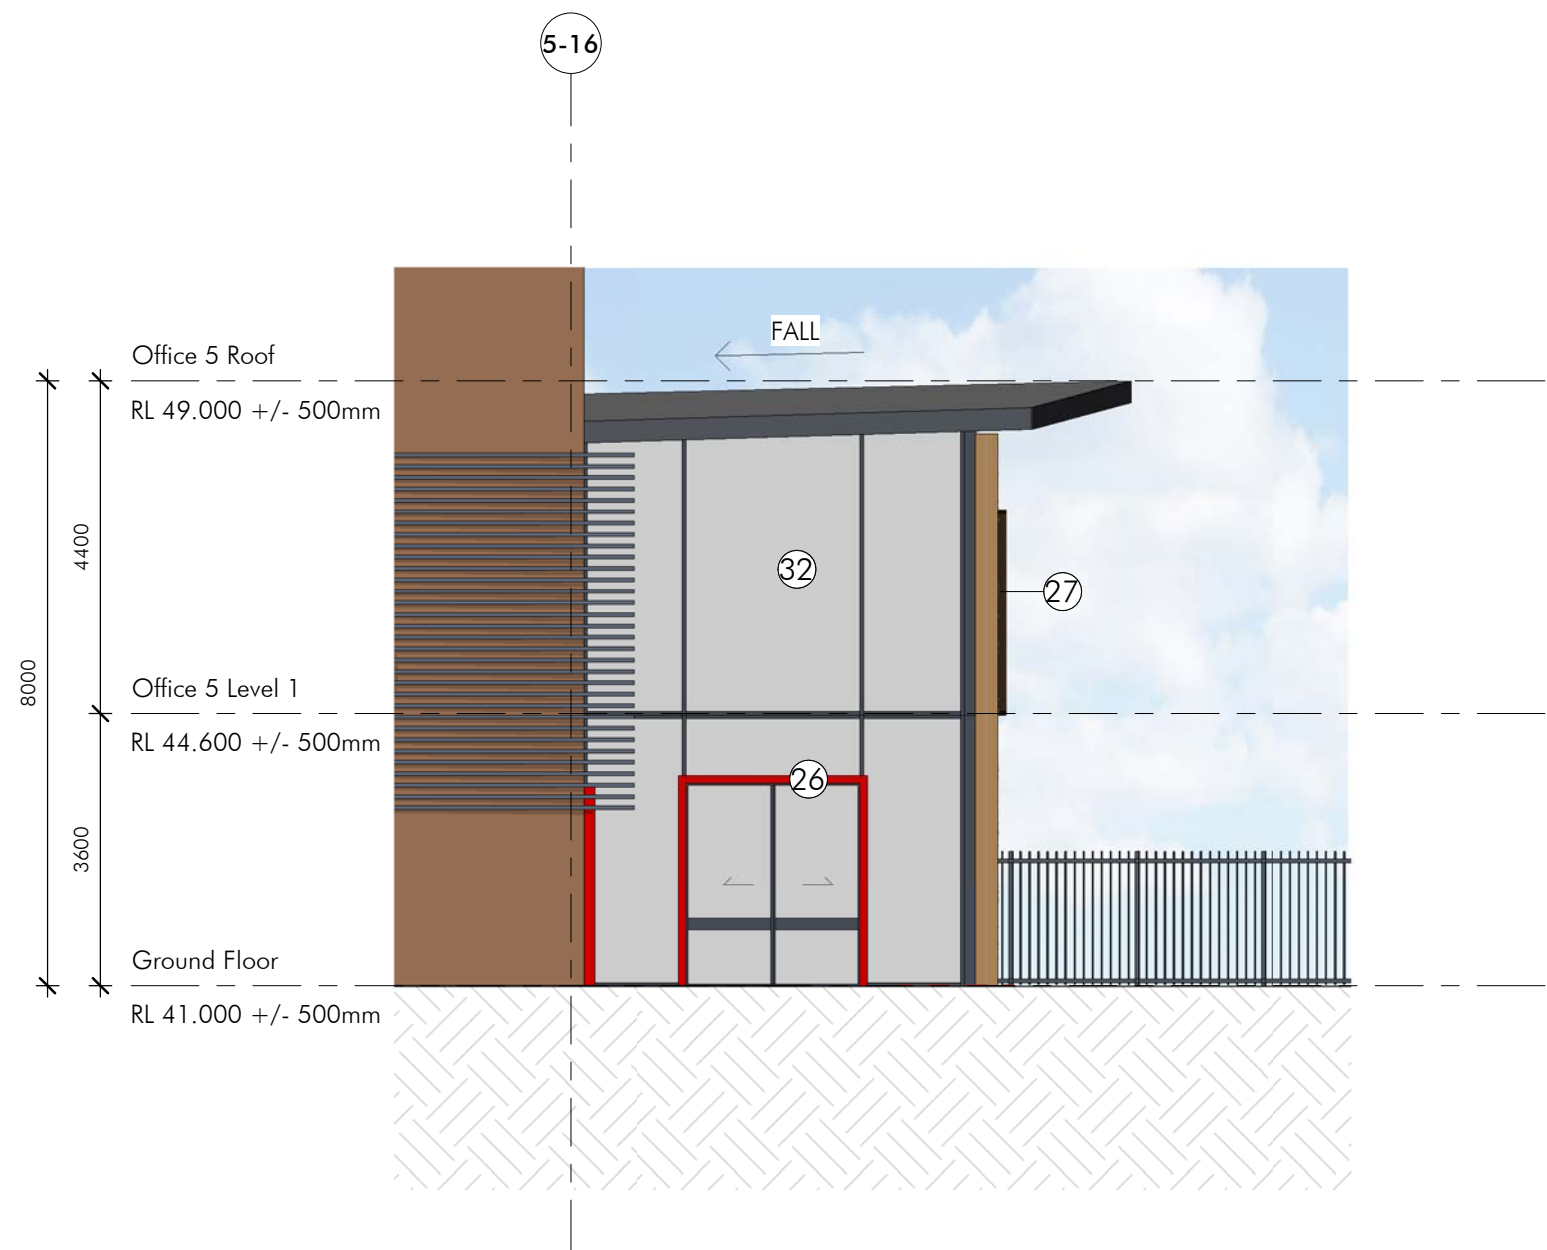 5-16
FALL
Office 5 Roof
RL 49.000 +/- 500mm
4400
32
27
8000
Office 5 Level 1
RL 44.600 +/- 500mm
26
3600
Ground Floor
RL 41.000 +/- 500mm